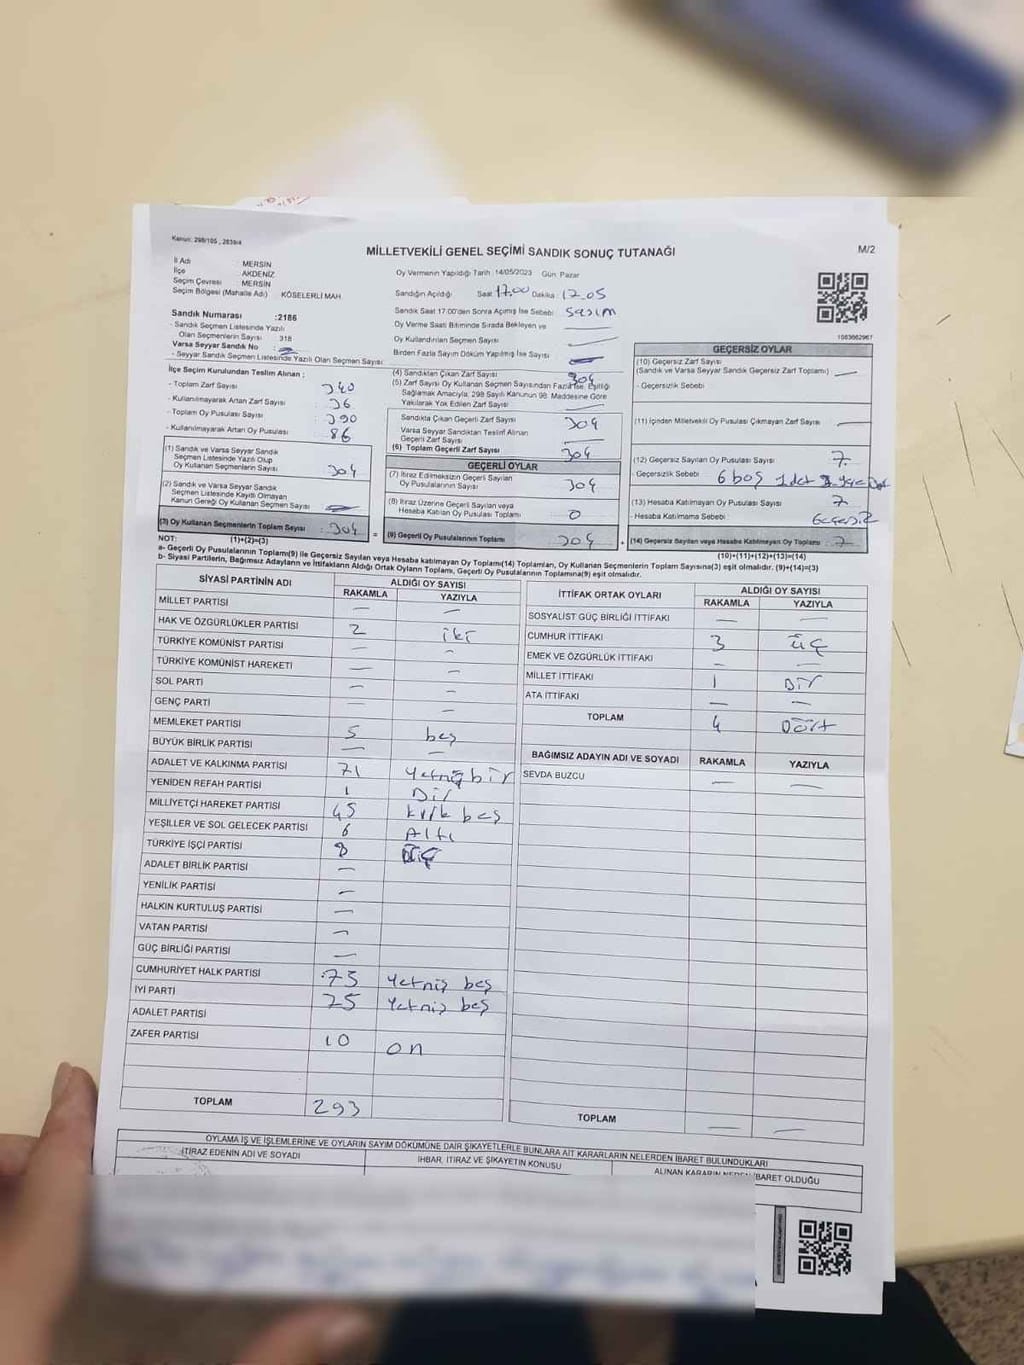 Kanun: 298/105 , 2839/4
MİLLETVEKİLİ GENEL SEÇİMİ SANDIK SONUÇ TUTANAĞI
M/2
İl Adı MERSİN
İlçe AKDENİZ
Seçim Çevresi MERSİN
Seçim Bölgesi (Mahalle Adı) KÖSELERLİ MAH.
Oy Vermenin Yapıldığı Tarih :14/05/2023 Gün: Pazar
Sandığın Açıldığı Saat 17.00 Dakika : 17.05
Sandık Saat 17:00'den Sonra Açılmış İse Sebebi : sayım
Oy Verme Saati Bitiminde Sırada Bekleyen ve
Oy Kullandırılan Seçmen Sayısı
Birden Fazla Sayım Döküm Yapılmış İse Sayısı
1083662967
Sandık Numarası :2186
- Sandık Seçmen Listesinde Yazılı
Olan Seçmenlerin Sayısı 318
Varsa Seyyar Sandık No
- Seyyar Sandık Seçmen Listesinde Yazılı Olan Seçmen Sayısı
İlçe Seçim Kurulundan Teslim Alınan ;
- Toplam Zarf Sayısı : 340
- Kullanılmayarak Artan Zarf Sayısı : 36
- Toplam Oy Pusulası Sayısı : 390
- Kullanılmayarak Artan Oy Pusulası : 86
(1) Sandık ve Varsa Seyyar Sandık
Seçmen Listesinde Yazılı Olup
Oy Kullanan Seçmenlerin Sayısı : 304
(2) Sandık ve Varsa Seyyar Sandık
Seçmen Listesinde Kaydı Olmayan
Kanun Gereği Oy Kullanan Seçmen Sayısı
(3) Oy Kullanan Seçmenlerin Toplam Sayısı : 304
(4) Sandıktan Çıkan Zarf Sayısı 304
(5) Zarf Sayısı Oy Kullanan Seçmen Sayısından Fazla İse, Eşitliği
Sağlamak Amacıyla, 298 Sayılı Kanunun 98. Maddesine Göre
Yakılarak Yok Edilen Zarf Sayısı
Sandıkta Çıkan Geçerli Zarf Sayısı 304
Varsa Seyyar Sandıktan Teslim Alınan
Geçerli Zarf Sayısı
(6) Toplam Geçerli Zarf Sayısı 304
GEÇERLİ OYLAR
(7) İtiraz Edilmeksizin Geçerli Sayılan
Oy Pusulalarının Sayısı : 304
(8) İtiraz Üzerine Geçerli Sayılan veya
Hesaba Katılan Oy Pusulası Toplamı : 0
= (9) Geçerli Oy Pusulalarının Toplamı : 304 +
GEÇERSİZ OYLAR
(10) Geçersiz Zarf Sayısı
(Sandık ve Varsa Seyyar Sandık Geçersiz Zarf Toplamı)
- Geçersizlik Sebebi
(11) İçinden Milletvekili Oy Pusulası Çıkmayan Zarf Sayısı
(12) Geçersiz Sayılan Oy Pusulası Sayısı : 7
- Geçersizlik Sebebi : 6 boş 1 det
(13) Hesaba Katılmayan Oy Pusulası Sayısı : 7
- Hesaba Katılmama Sebebi : Geçersiz
(14) Geçersiz Sayılan veya Hesaba Katılmayan Oy Toplamı : 7
(10)+(11)+(12)+(13)=(14)
NOT: (1)+(2)=(3)
a- Geçerli Oy Pusulalarının Toplamı(9) ile Geçersiz Sayılan veya Hesaba katılmayan Oy Toplamı(14) Toplamları, Oy Kullanan Seçmenlerin Toplam Sayısına(3) eşit olmalıdır. (9)+(14)=(3)
b- Siyasi Partilerin, Bağımsız Adayların ve İttifakların Aldığı Ortak Oyların Toplamı, Geçerli Oy Pusulalarının Toplamına(9) eşit olmalıdır.
SİYASİ PARTİNİN ADI ALDIĞI OY SAYISI
RAKAMLA YAZIYLA
MİLLET PARTİSİ — —
HAK VE ÖZGÜRLÜKLER PARTİSİ 2 iki
TÜRKİYE KOMÜNİST PARTİSİ — —
TÜRKİYE KOMÜNİST HAREKETİ — —
SOL PARTİ — —
GENÇ PARTİ — —
MEMLEKET PARTİSİ 5 beş
BÜYÜK BİRLİK PARTİSİ — —
ADALET VE KALKINMA PARTİSİ 71 Yetmişbir
YENİDEN REFAH PARTİSİ 1 Bir
MİLLİYETÇİ HAREKET PARTİSİ 45 kırk beş
YEŞİLLER VE SOL GELECEK PARTİSİ 6 Altı
TÜRKİYE İŞÇİ PARTİSİ 8
ADALET BİRLİK PARTİSİ —
YENİLİK PARTİSİ —
HALKIN KURTULUŞ PARTİSİ —
VATAN PARTİSİ —
GÜÇ BİRLİĞİ PARTİSİ —
CUMHURİYET HALK PARTİSİ 75 Yetmiş beş
İYİ PARTİ 75 Yetmiş beş
ADALET PARTİSİ
ZAFER PARTİSİ 10 on
TOPLAM 293
İTTİFAK ORTAK OYLARI ALDIĞI OY SAYISI
RAKAMLA YAZIYLA
SOSYALİST GÜÇ BİRLİĞİ İTTİFAKI — —
CUMHUR İTTİFAKI 3 üç
EMEK VE ÖZGÜRLÜK İTTİFAKI — —
MİLLET İTTİFAKI 1 Bir
ATA İTTİFAKI — —
TOPLAM 4 Dört
BAĞIMSIZ ADAYIN ADI VE SOYADI RAKAMLA YAZIYLA
SEVDA BUZCU — —
TOPLAM — —
OYLAMA İŞ VE İŞLEMLERİNE VE OYLARIN SAYIM DÖKÜMÜNE DAİR ŞİKAYETLERLE BUNLARA AİT KARARLARIN NELERDEN İBARET BULUNDUKLARI
İTİRAZ EDENİN ADI VE SOYADI İHBAR, İTİRAZ VE ŞİKAYETİN KONUSU ALINAN KARARIN NEDEN İBARET OLDUĞU